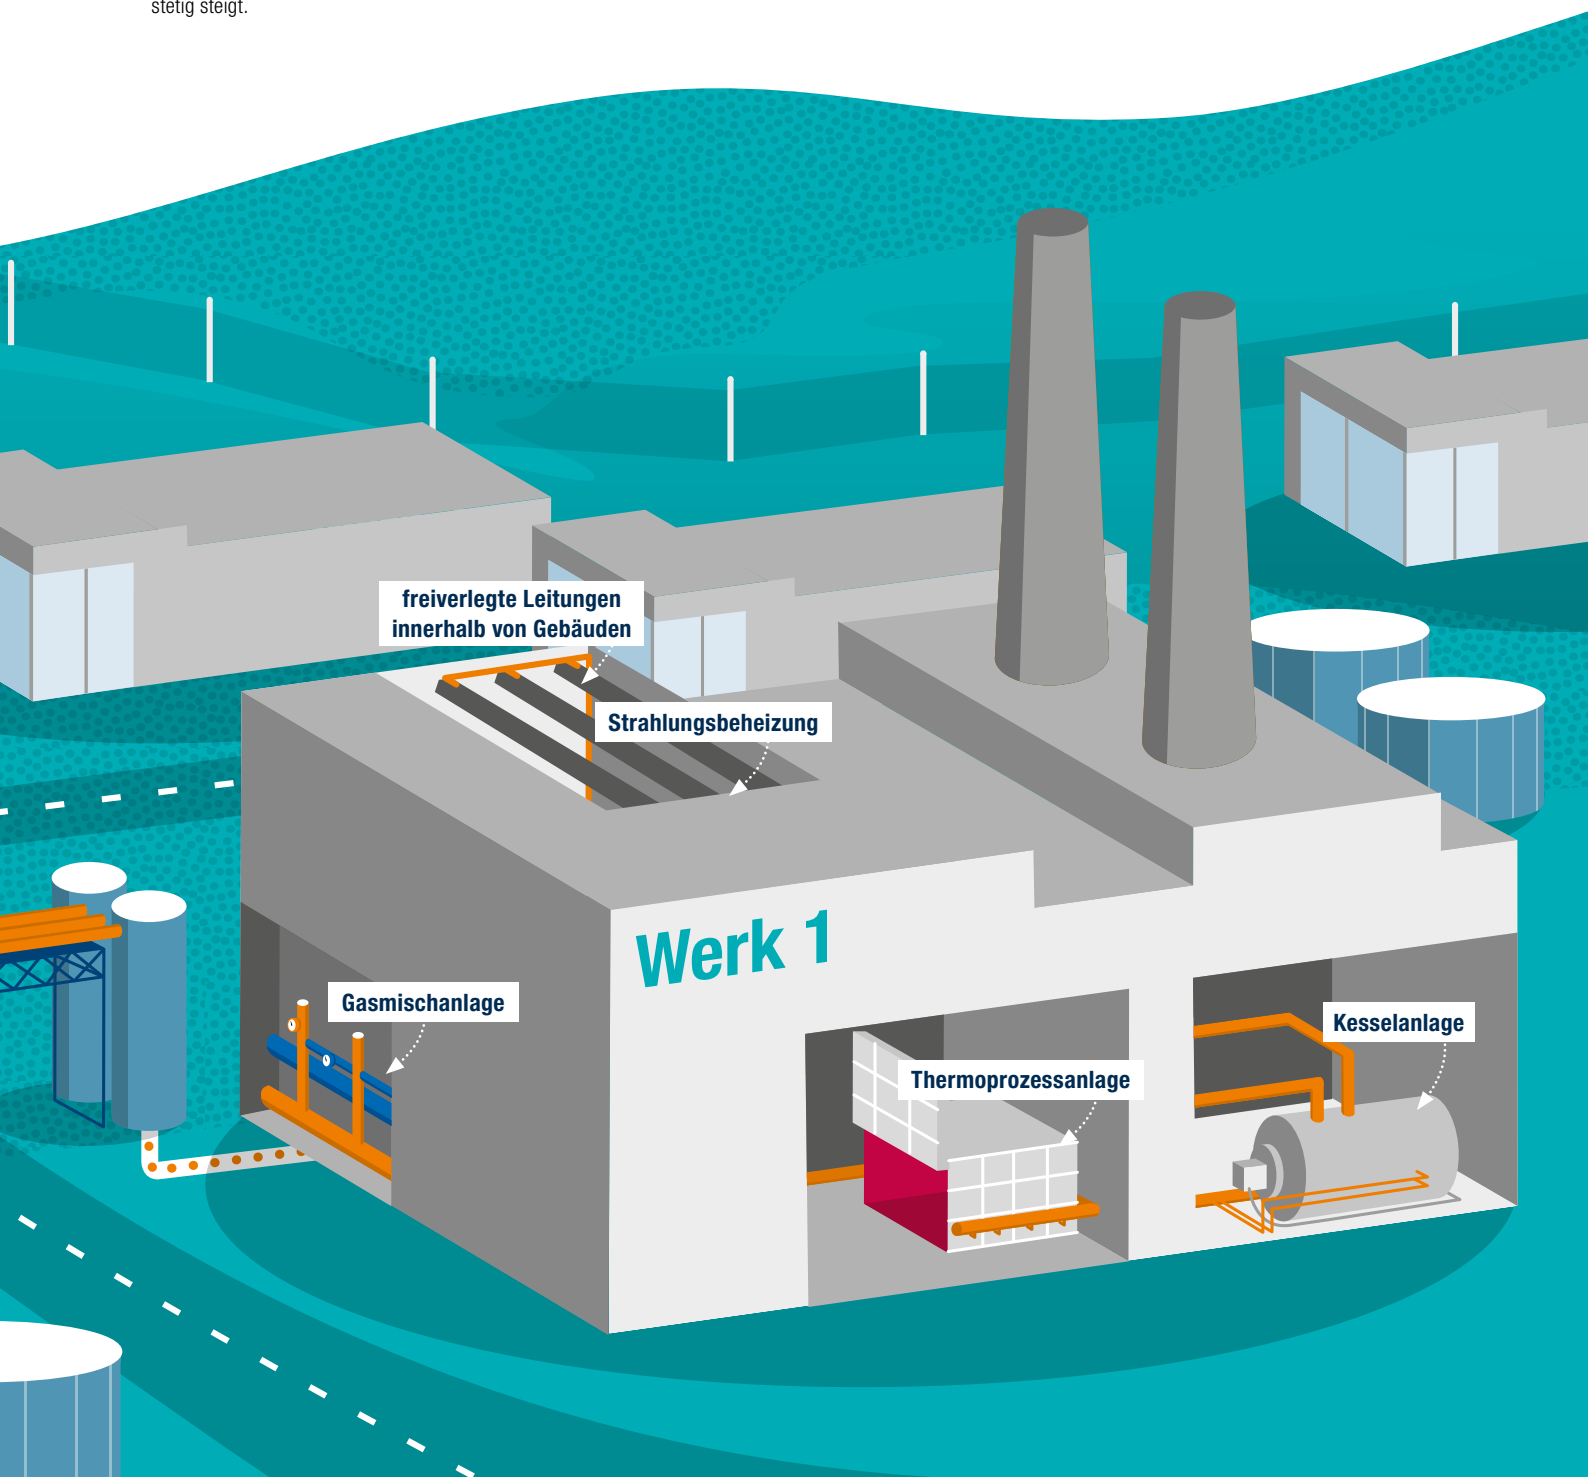 stetig steigt.
freiverlegte Leitungen
innerhalb von Gebäuden
Strahlungsbeheizung
Werk 1
Gasmischanlage
Kesselanlage
Thermoprozessanlage